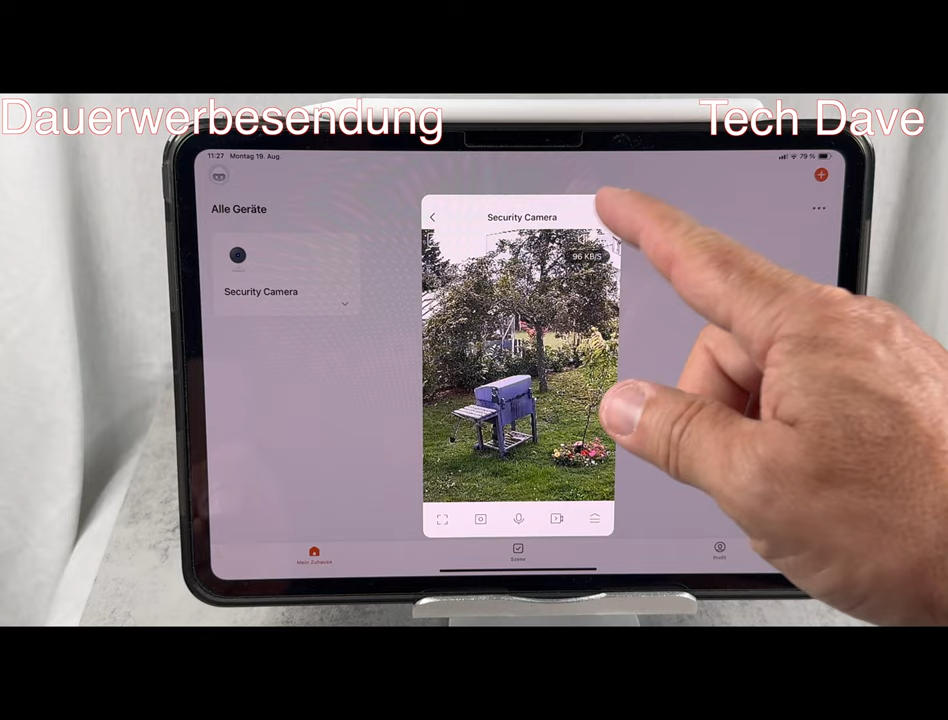 Dauerwerbesendung
Tech Dave
11:27 Montag 19. Aug.
79 %
Alle Geräte
Security Camera
Security Camera
96 KB/S
Mein Zuhause
Szene
Profil